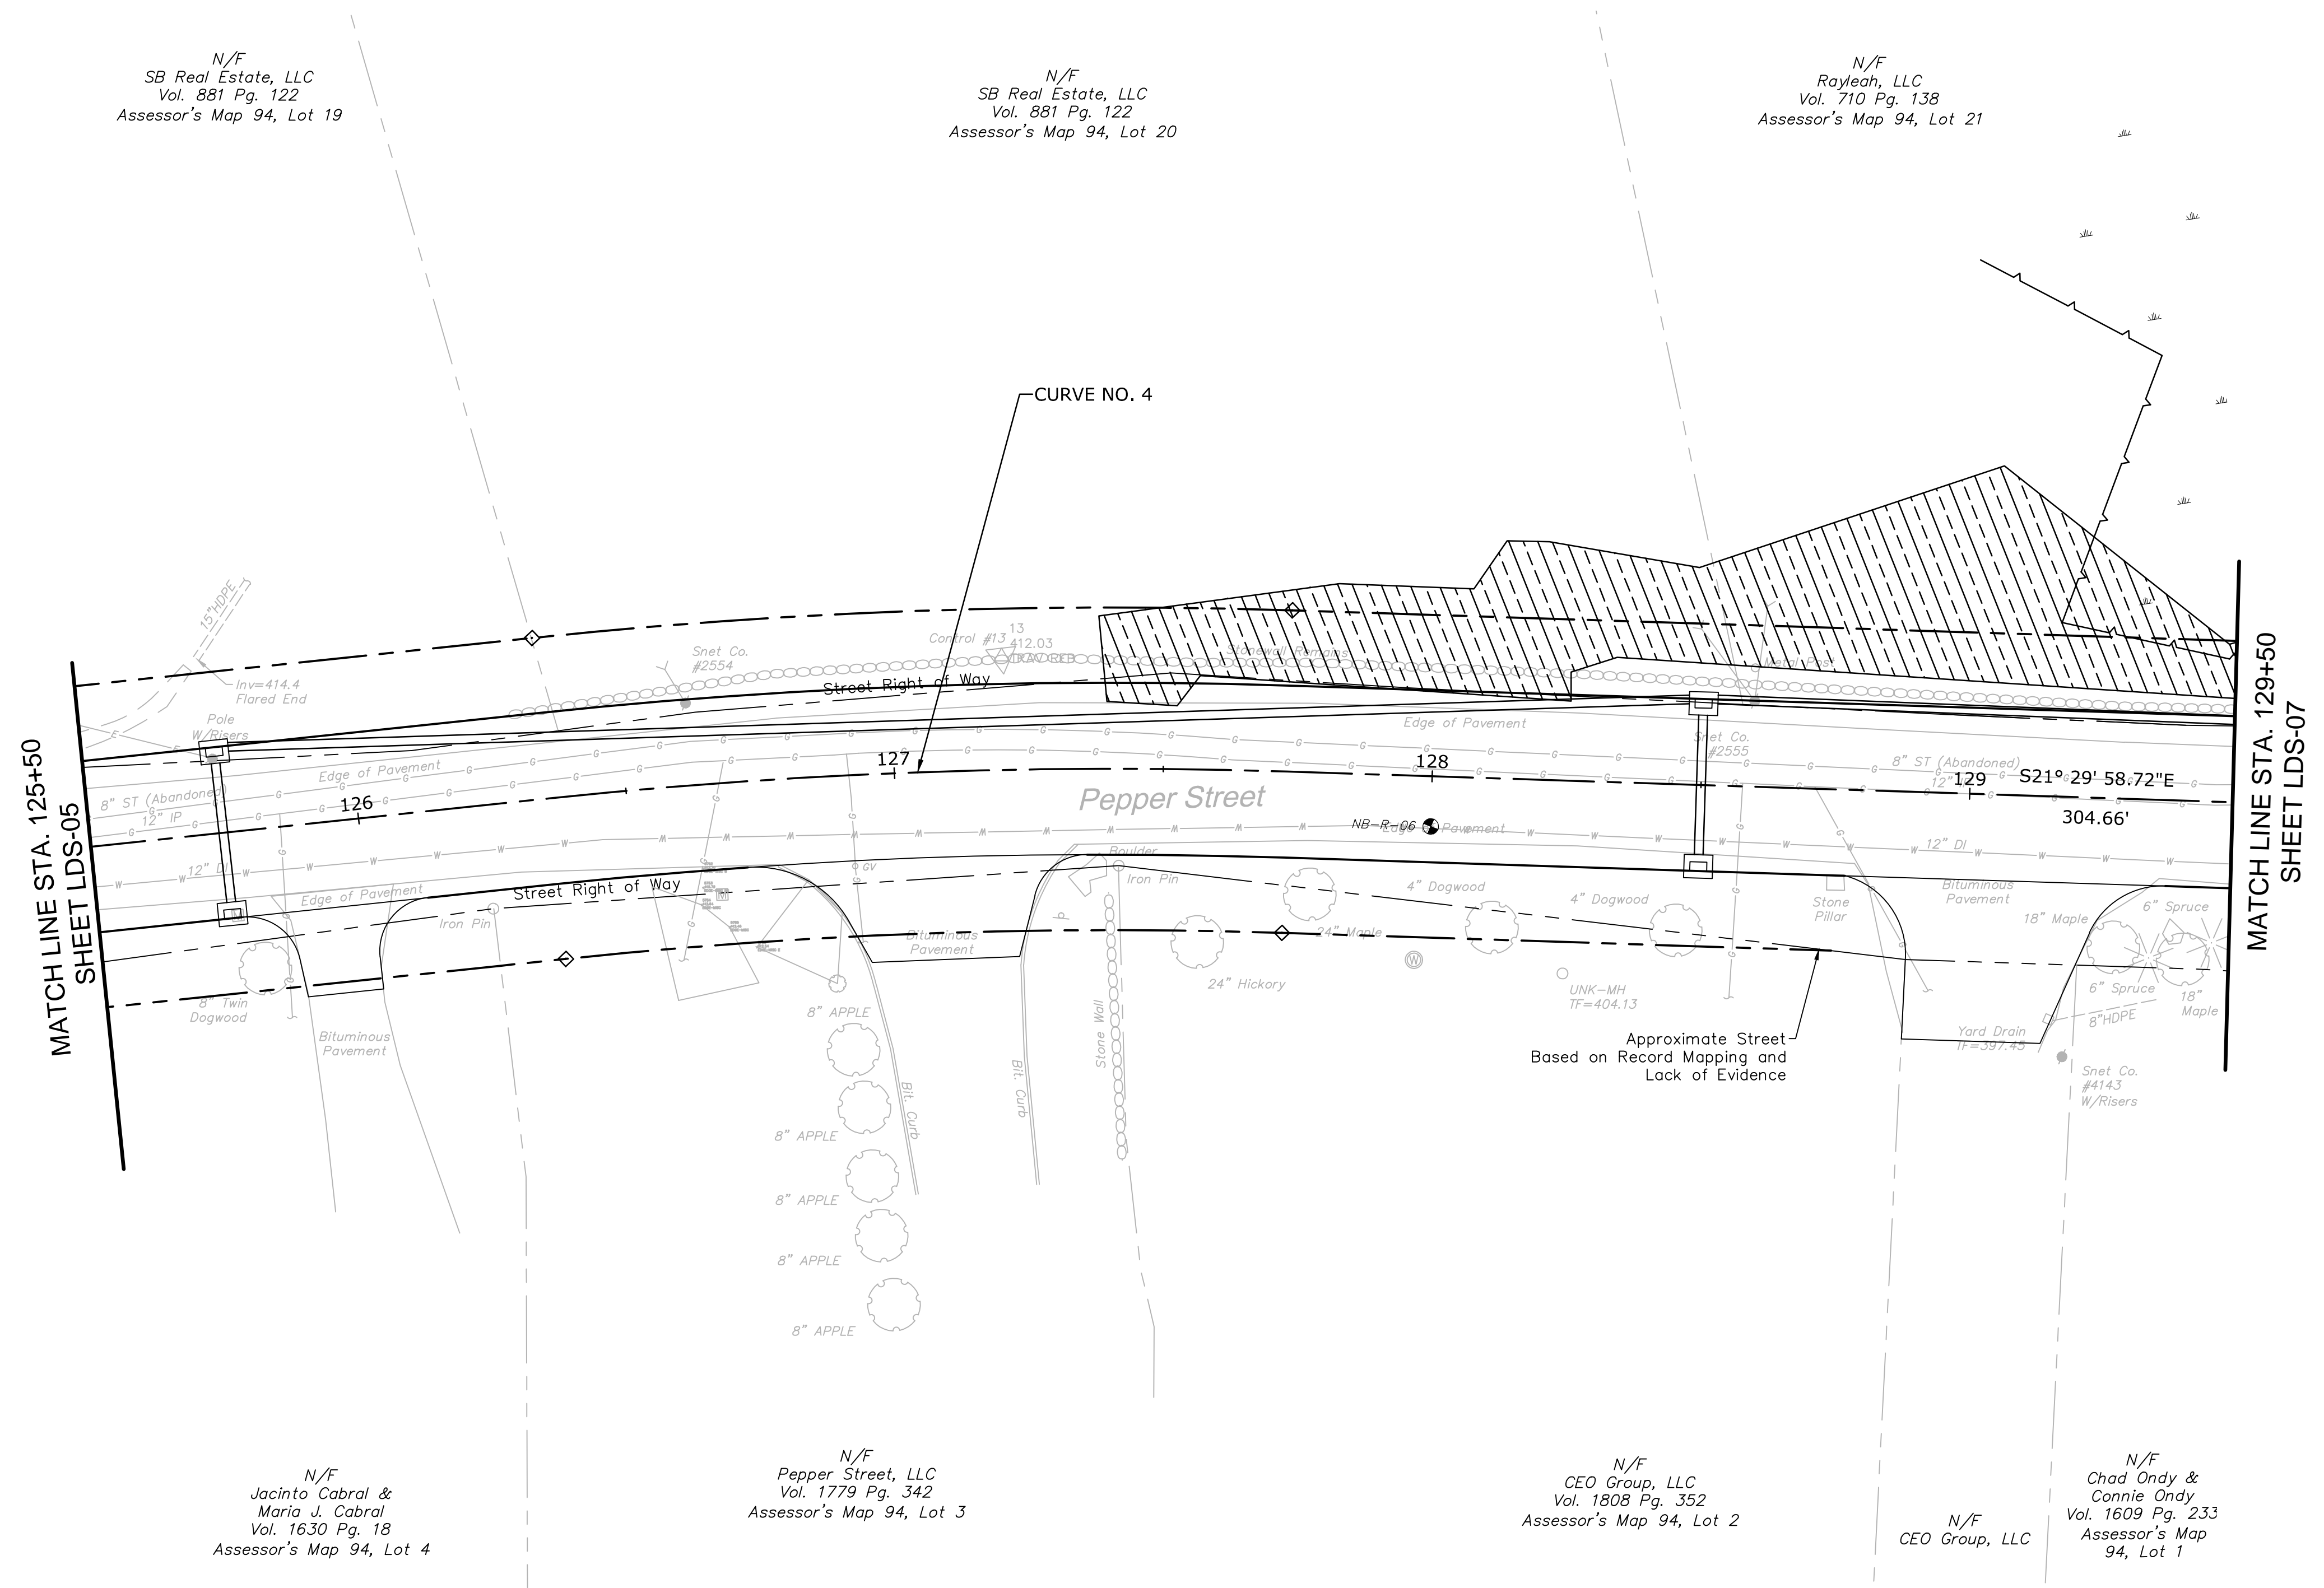 N/F
SB Real Estate, LLC
Vol. 881 Pg. 122
Assessor's Map 94, Lot 19
N/F
SB Real Estate, LLC
Vol. 881 Pg. 122
Assessor's Map 94, Lot 20
N/F
Rayleah, LLC
Vol. 710 Pg. 138
Assessor's Map 94, Lot 21
CURVE NO. 4
15"HDPE
Inv=414.4
Flared End
Pole
W/Risers
Snet Co.
#2554
Control #13
13
412.03
Stonewall Remains
Metal Post
Street Right of Way
Edge of Pavement
Edge of Pavement
Snet Co.
#2555
8" ST (Abandoned)
12" IP
8" ST (Abandoned)
126
127
128
129
S21° 29' 58.72"E
304.66'
Pepper Street
NB-R-06
Edge of Pavement
12" DI
12" DI
Edge of Pavement
Street Right of Way
GV
Boulder
Iron Pin
Iron Pin
Bituminous
Pavement
4" Dogwood
4" Dogwood
24" Maple
24" Hickory
Stone
Pillar
Bituminous
Pavement
18" Maple
6" Spruce
6" Spruce
18"
Maple
8"HDPE
Yard Drain
TF=397.45
UNK-MH
TF=404.13
8" Twin
Dogwood
Bituminous
Pavement
8" APPLE
8" APPLE
8" APPLE
8" APPLE
8" APPLE
Bit. Curb
Bit. Curb
Stone Wall
Approximate Street
Based on Record Mapping and
Lack of Evidence
Snet Co.
#4143
W/Risers
MATCH LINE STA. 125+50
SHEET LDS-05
MATCH LINE STA. 129+50
SHEET LDS-07
N/F
Jacinto Cabral &
Maria J. Cabral
Vol. 1630 Pg. 18
Assessor's Map 94, Lot 4
N/F
Pepper Street, LLC
Vol. 1779 Pg. 342
Assessor's Map 94, Lot 3
N/F
CEO Group, LLC
Vol. 1808 Pg. 352
Assessor's Map 94, Lot 2
N/F
CEO Group, LLC
N/F
Chad Ondy &
Connie Ondy
Vol. 1609 Pg. 233
Assessor's Map
94, Lot 1